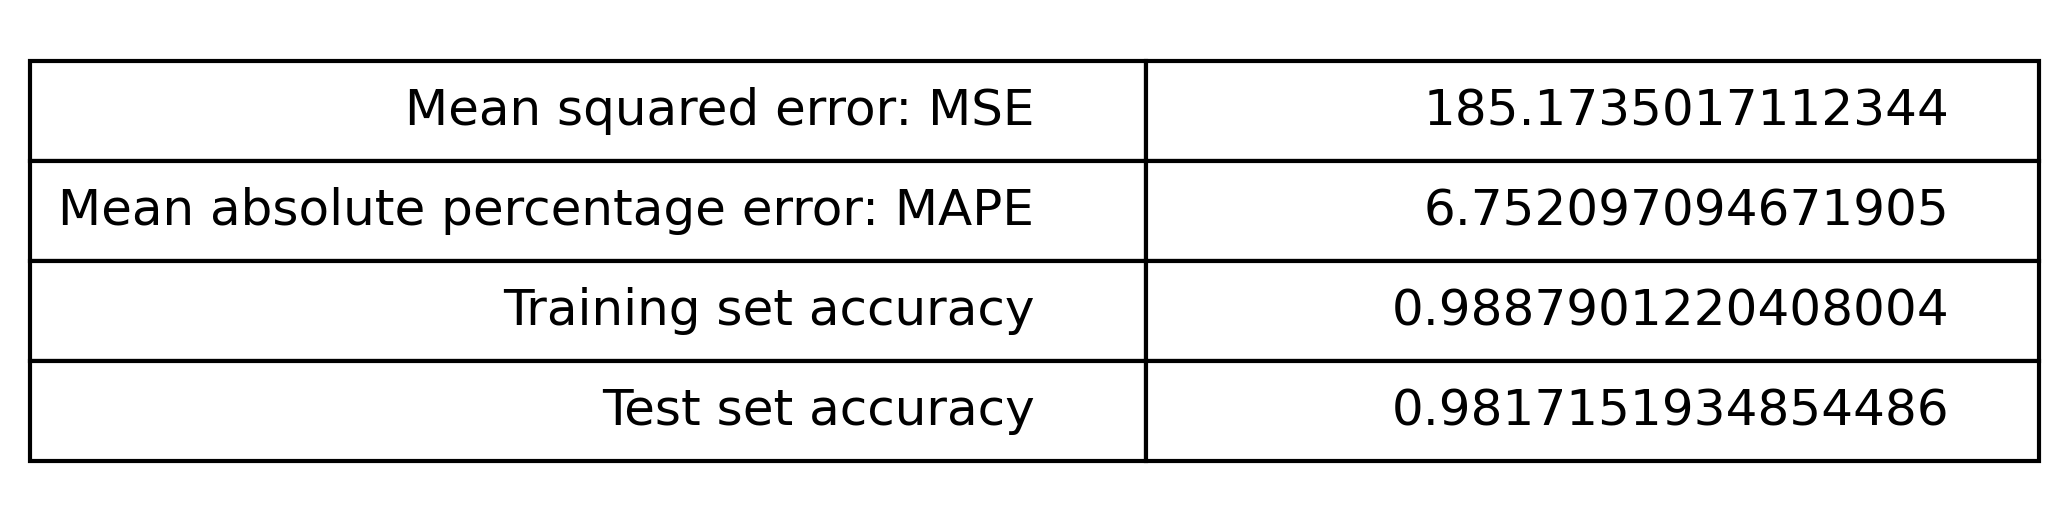 Mean squared error: MSE 185.1735017112344
Mean absolute percentage error: MAPE 6.752097094671905
Training set accuracy 0.9887901220408004
Test set accuracy 0.9817151934854486